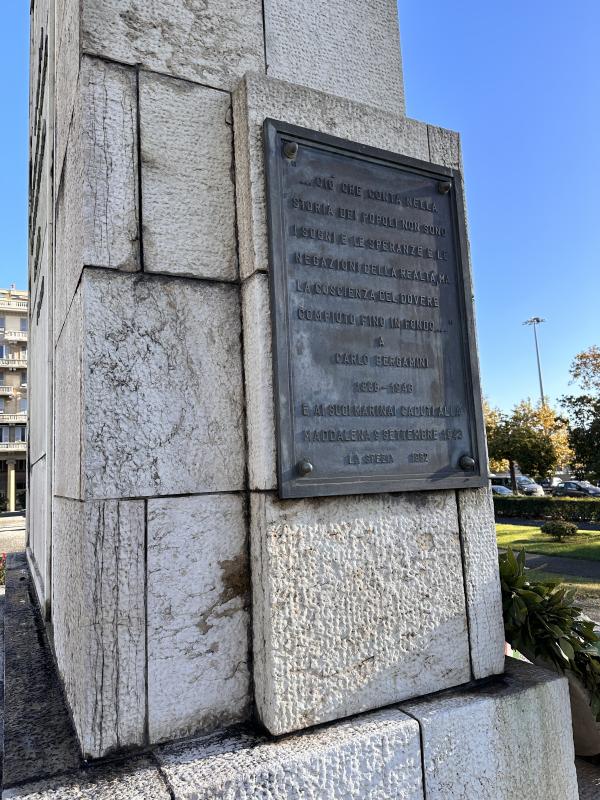 "...CIÒ CHE CONTA NELLA
STORIA DEI POPOLI NON SONO
I SOGNI E LE SPERANZE E LE
NEGAZIONI DELLA REALTÀ, MA
LA COSCIENZA DEL DOVERE
COMPIUTO FINO IN FONDO..."
A
CARLO BERGAMINI
1888-1943
E AI SUOI MARINAI CADUTI ALLA
MADDALENA 9 SETTEMBRE 1943
LA SPEZIA